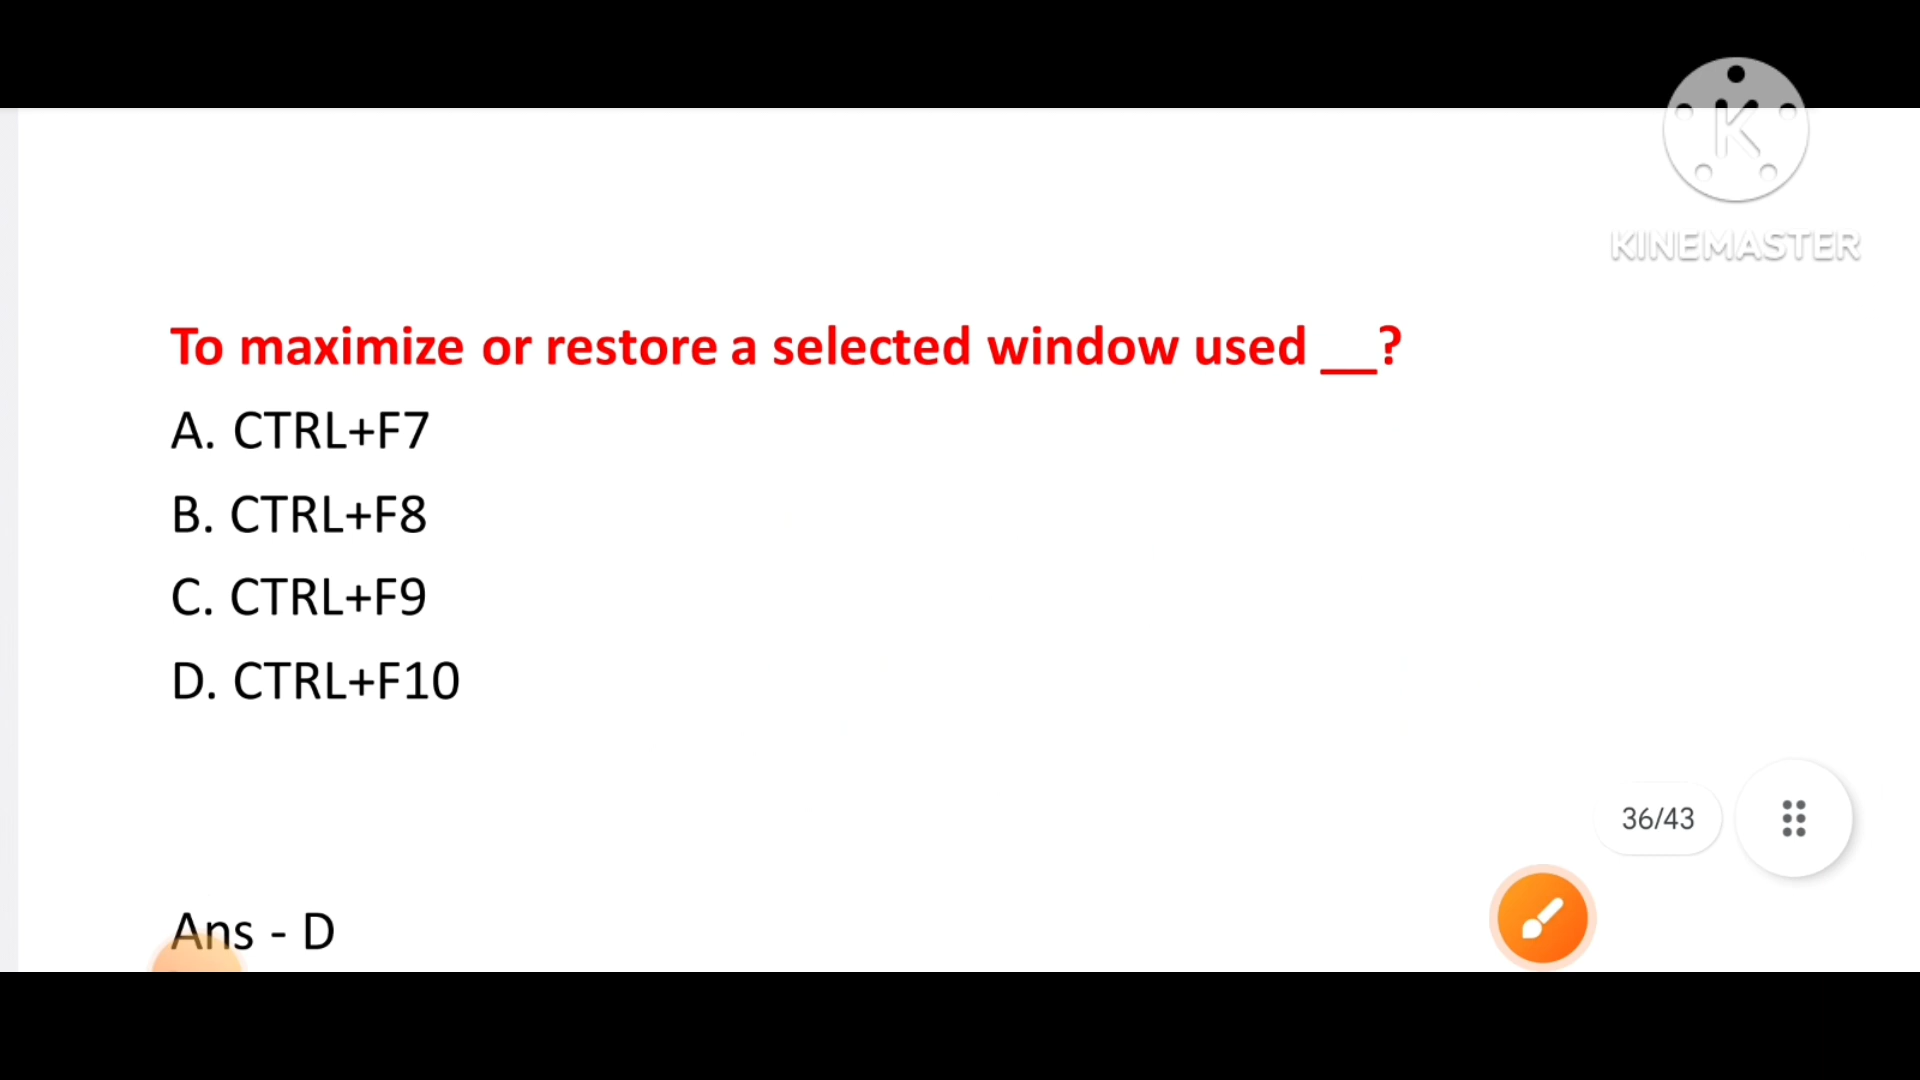 K
KINEMASTER
To maximize or restore a selected window used __?
A. CTRL+F7
B. CTRL+F8
C. CTRL+F9
D. CTRL+F10
36/43
Ans - D